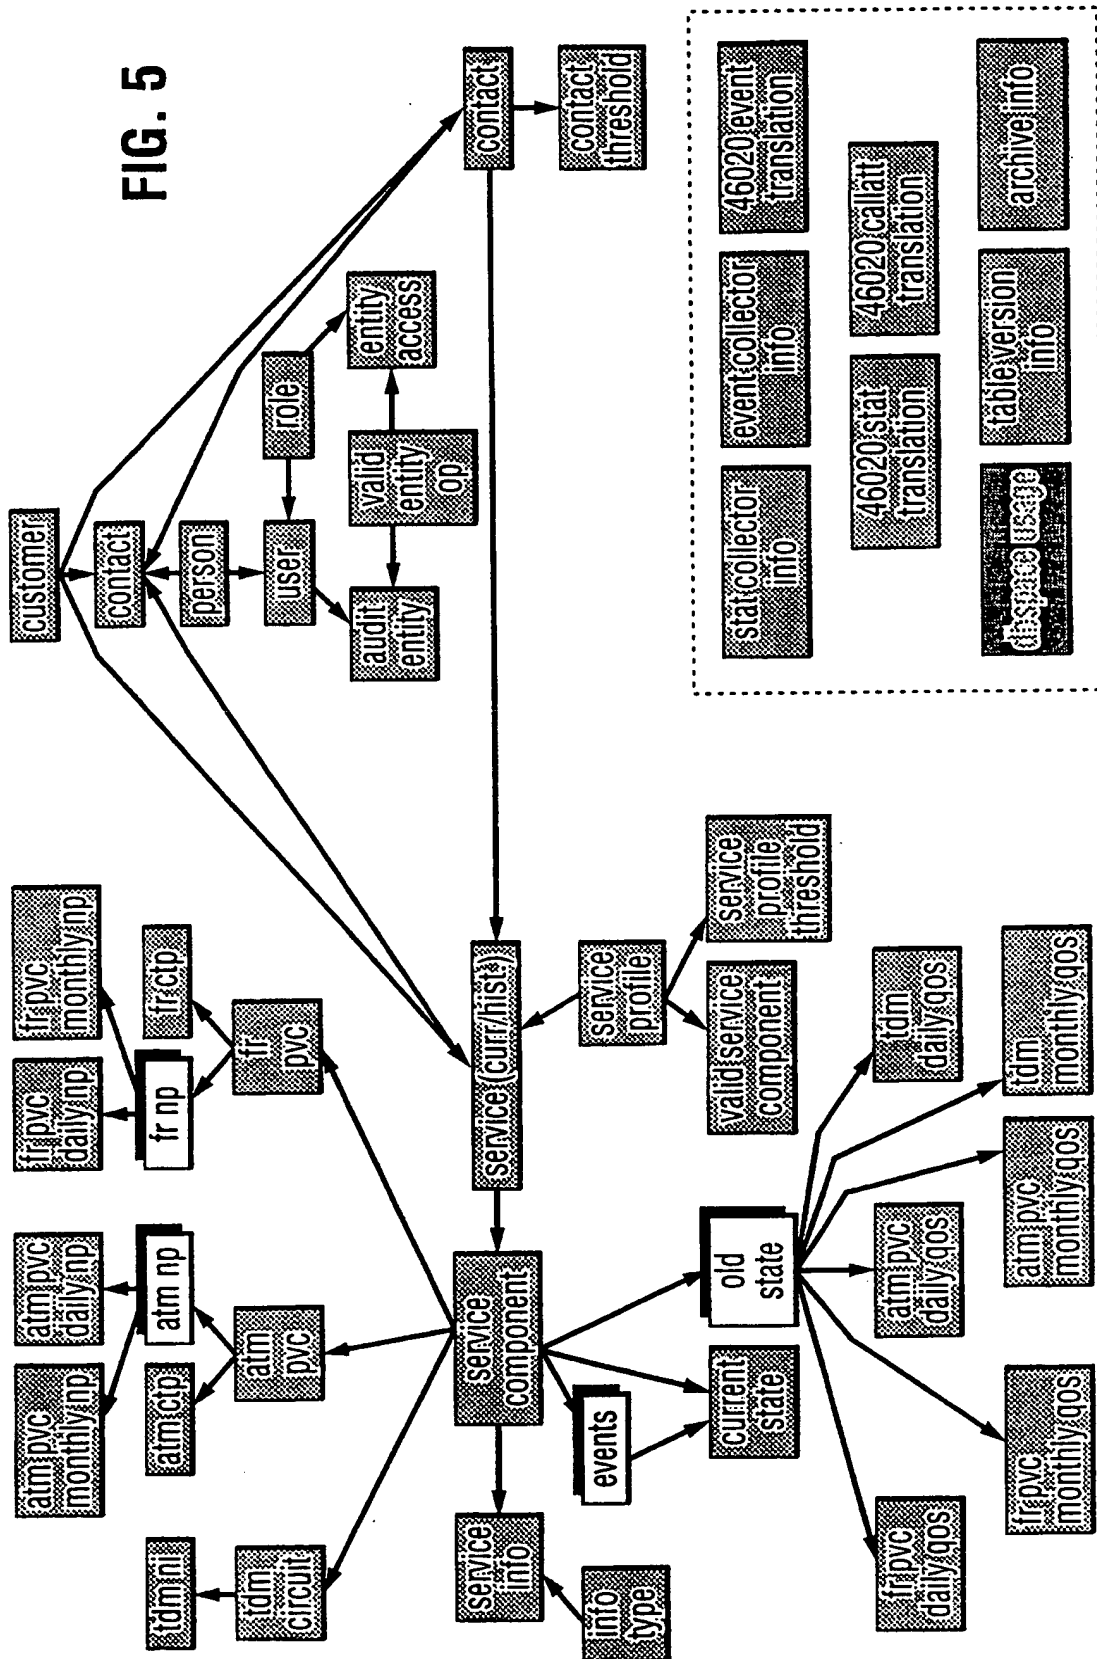 FIG. 5
customer
contact
person
user
role
audit
entity
valid
entity
op
entity
access
contact
contact
threshold
fr pvc
monthly np
fr pvc
daily np
fr ctp
fr np
fr
pvc
atm pvc
daily np
atm pvc
monthly np
atm np
atm ctp
atm
pvc
tdm ni
tdm
circuit
service (curr/hists)
service
component
service
info
info
type
events
current
state
old
state
service
profile
valid service
component
service
profile
threshold
tdm
daily qos
tdm
monthly qos
atm pvc
daily qos
atm pvc
monthly qos
fr pvc
daily qos
fr pvc
monthly qos
stat collector
info
event collector
info
46020 event
translation
46020 stat
translation
46020 callatt
translation
dbspace usage
table version
info
archive info